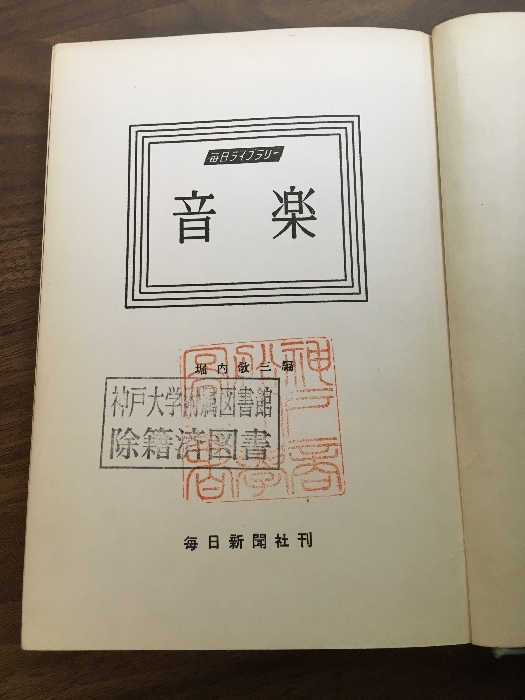 毎日ライブラリー
音楽
堀内敬三編
神戸大学附属図書館
除籍済図書
毎日新聞社刊